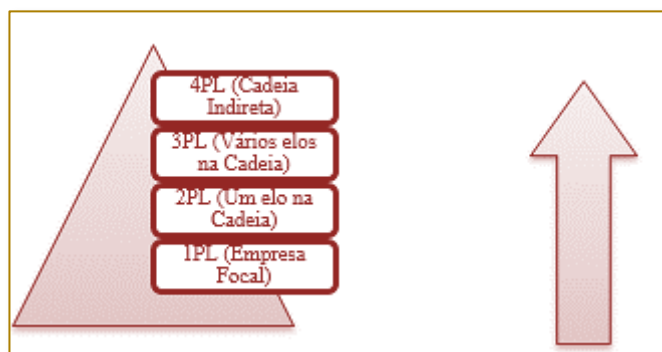 4PL (Cadeia
Indireta)
3PL (Vários elos
na Cadeia)
2PL (Um elo na
Cadeia)
1PL (Empresa
Focal)